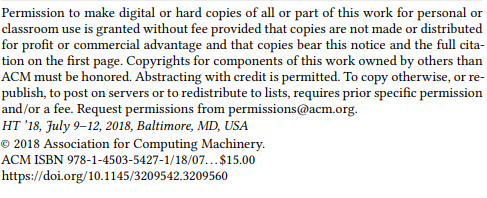 Permission to make digital or hard copies of all or part of this work for personal or
classroom use is granted without fee provided that copies are not made or distributed
for profit or commercial advantage and that copies bear this notice and the full cita-
tion on the first page. Copyrights for components of this work owned by others than
ACM must be honored. Abstracting with credit is permitted. To copy otherwise, or re-
publish, to post on servers or to redistribute to lists, requires prior specific permission
and/or a fee. Request permissions from permissions@acm.org.
HT ’18, July 9–12, 2018, Baltimore, MD, USA
© 2018 Association for Computing Machinery.
ACM ISBN 978-1-4503-5427-1/18/07…$15.00
https://doi.org/10.1145/3209542.3209560